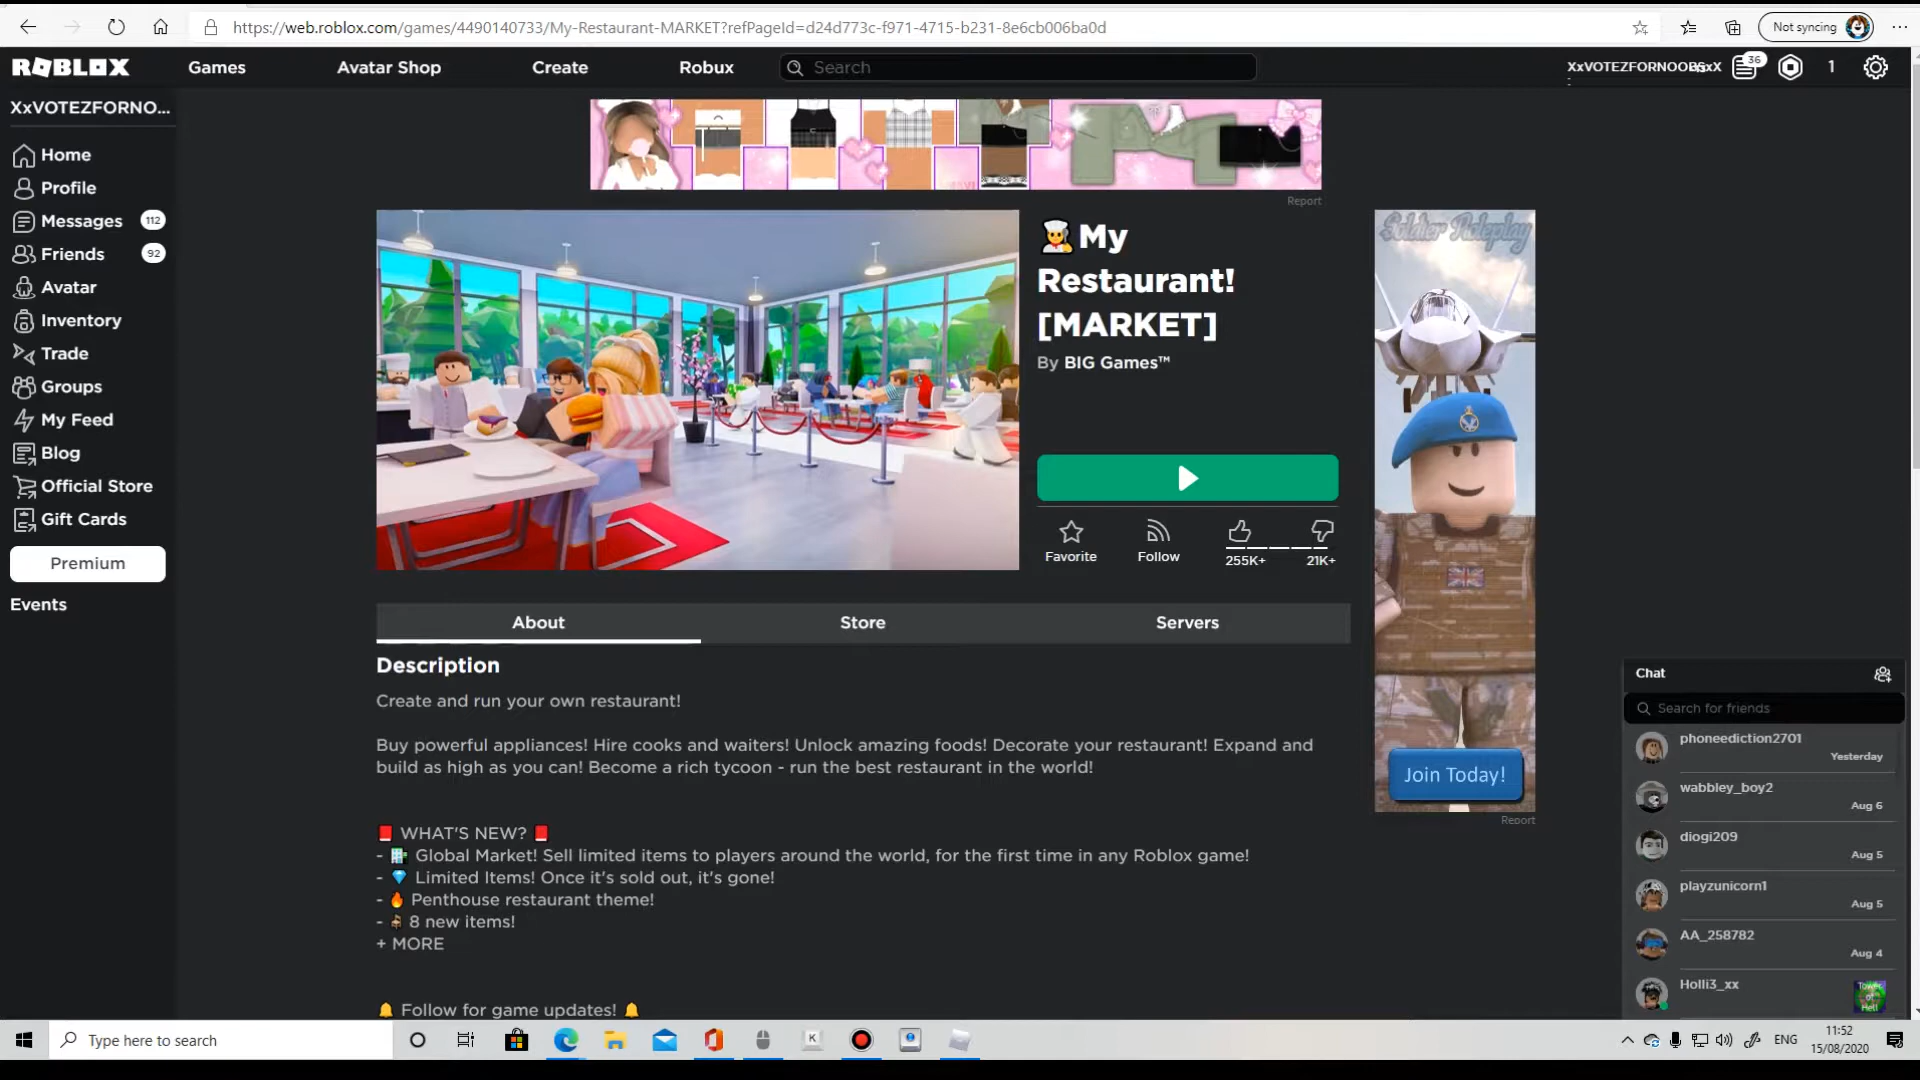 https://web.roblox.com/games/4490140733/My-Restaurant-MARKET?refPageId=d24d773c-f971-4715-b231-8e6cb006ba0d
Not syncing
ROBLOX
Games
Avatar Shop
Create
Robux
Search
XxVOTEZFORNOOBSxX
36
1
XxVOTEZFORNO...
Home
Profile
Messages 112
Friends 92
Avatar
Inventory
Trade
Groups
My Feed
Blog
Official Store
Gift Cards
Premium
Events
Report
My
Restaurant!
[MARKET]
By BIG Games™
Favorite
Follow
255K+
21K+
Soldier Roleplay
Join Today!
Report
About
Store
Servers
Description
Create and run your own restaurant!
Buy powerful appliances! Hire cooks and waiters! Unlock amazing foods! Decorate your restaurant! Expand and
build as high as you can! Become a rich tycoon - run the best restaurant in the world!
WHAT'S NEW?
- Global Market! Sell limited items to players around the world, for the first time in any Roblox game!
- Limited Items! Once it's sold out, it's gone!
- Penthouse restaurant theme!
- 8 new items!
+ MORE
Follow for game updates!
Chat
Search for friends
phoneediction2701
Yesterday
wabbley_boy2
Aug 6
diogi209
Aug 5
playzunicorn1
Aug 5
AA_258782
Aug 4
Holli3_xx
Tower
of
Hell
Type here to search
K
ENG
11:52
15/08/2020